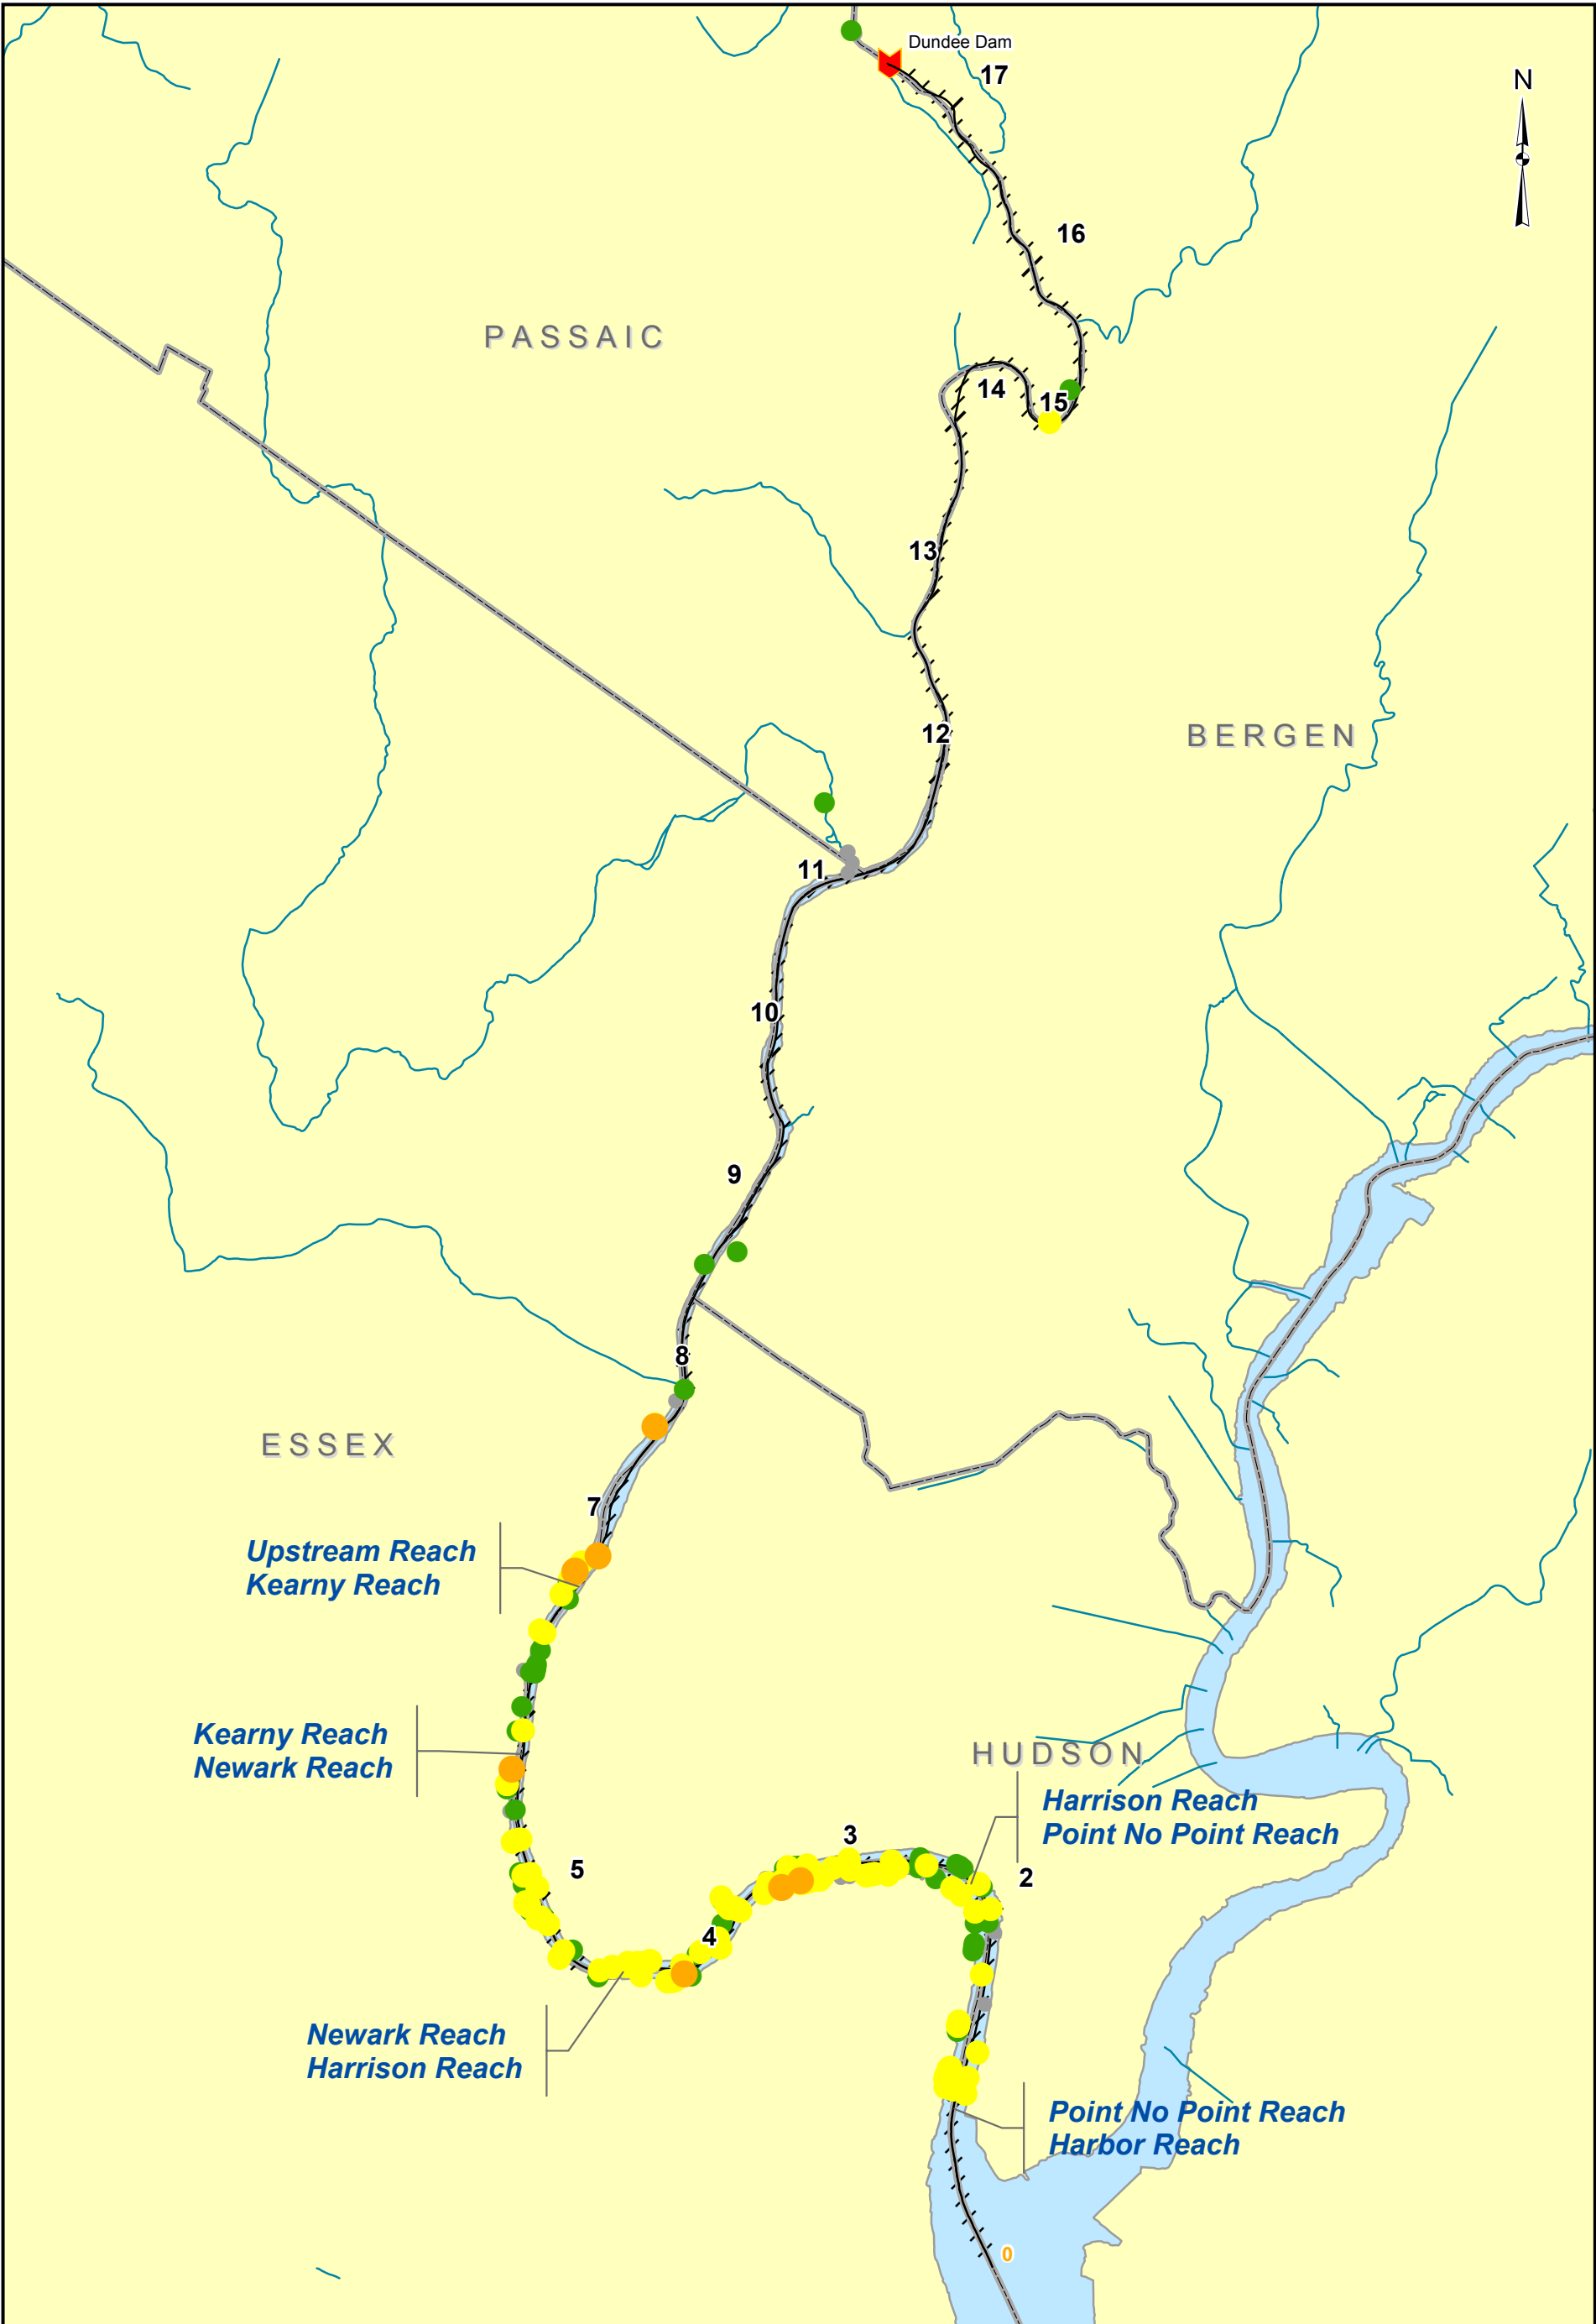 Dundee Dam
17
N
16
PASSAIC
14
15
13
BERGEN
12
11
10
9
8
ESSEX
7
Upstream Reach
Kearny Reach
Kearny Reach
Newark Reach
HUDSON
Harrison Reach
Point No Point Reach
3
2
5
4
Newark Reach
Harrison Reach
Point No Point Reach
Harbor Reach
0